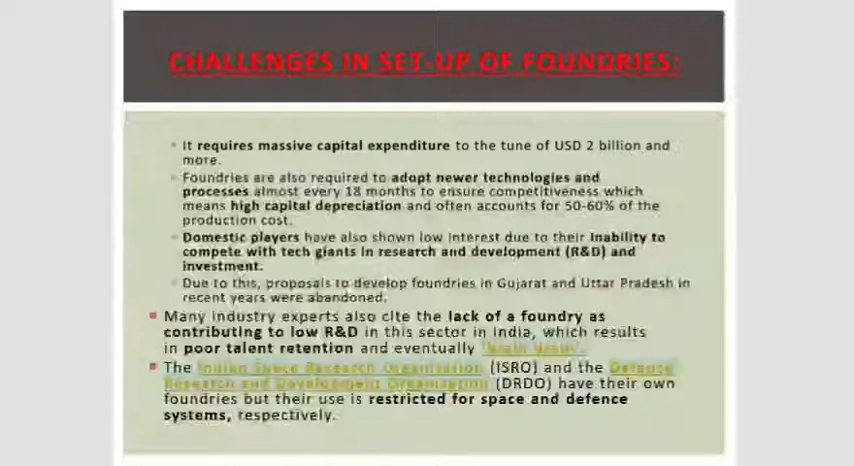 CHALLENGES IN SET-UP OF FOUNDRIES:
It requires massive capital expenditure to the tune of USD 2 billion and
more.
Foundries are also required to adopt newer technologies and
processes almost every 18 months to ensure competitiveness which
means high capital depreciation and often accounts for 50-60% of the
production cost.
Domestic players have also shown low interest due to their inability to
compete with tech giants in research and development (R&D) and
investment.
Due to this, proposals to develop foundries in Gujarat and Uttar Pradesh in
recent years were abandoned.
Many industry experts also cite the lack of a foundry as
contributing to low R&D in this sector in India, which results
in poor talent retention and eventually 'brain drain'.
The Indian Space Research Organisation (ISRO) and the Defence
Research and Development Organisation (DRDO) have their own
foundries but their use is restricted for space and defence
systems, respectively.